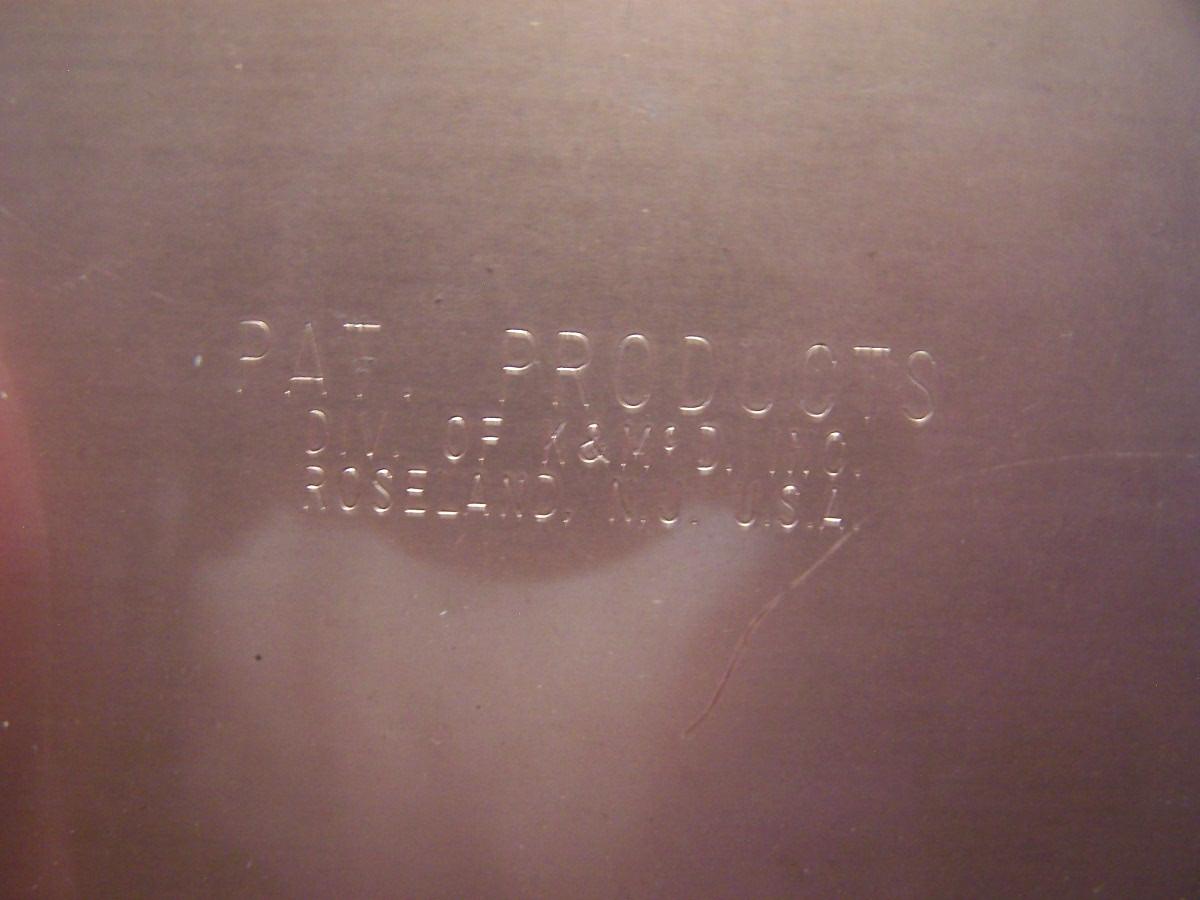 PAT. PRODUCTS
DIV. OF K&McD. INC.
ROSELAND, N.J. U.S.A.